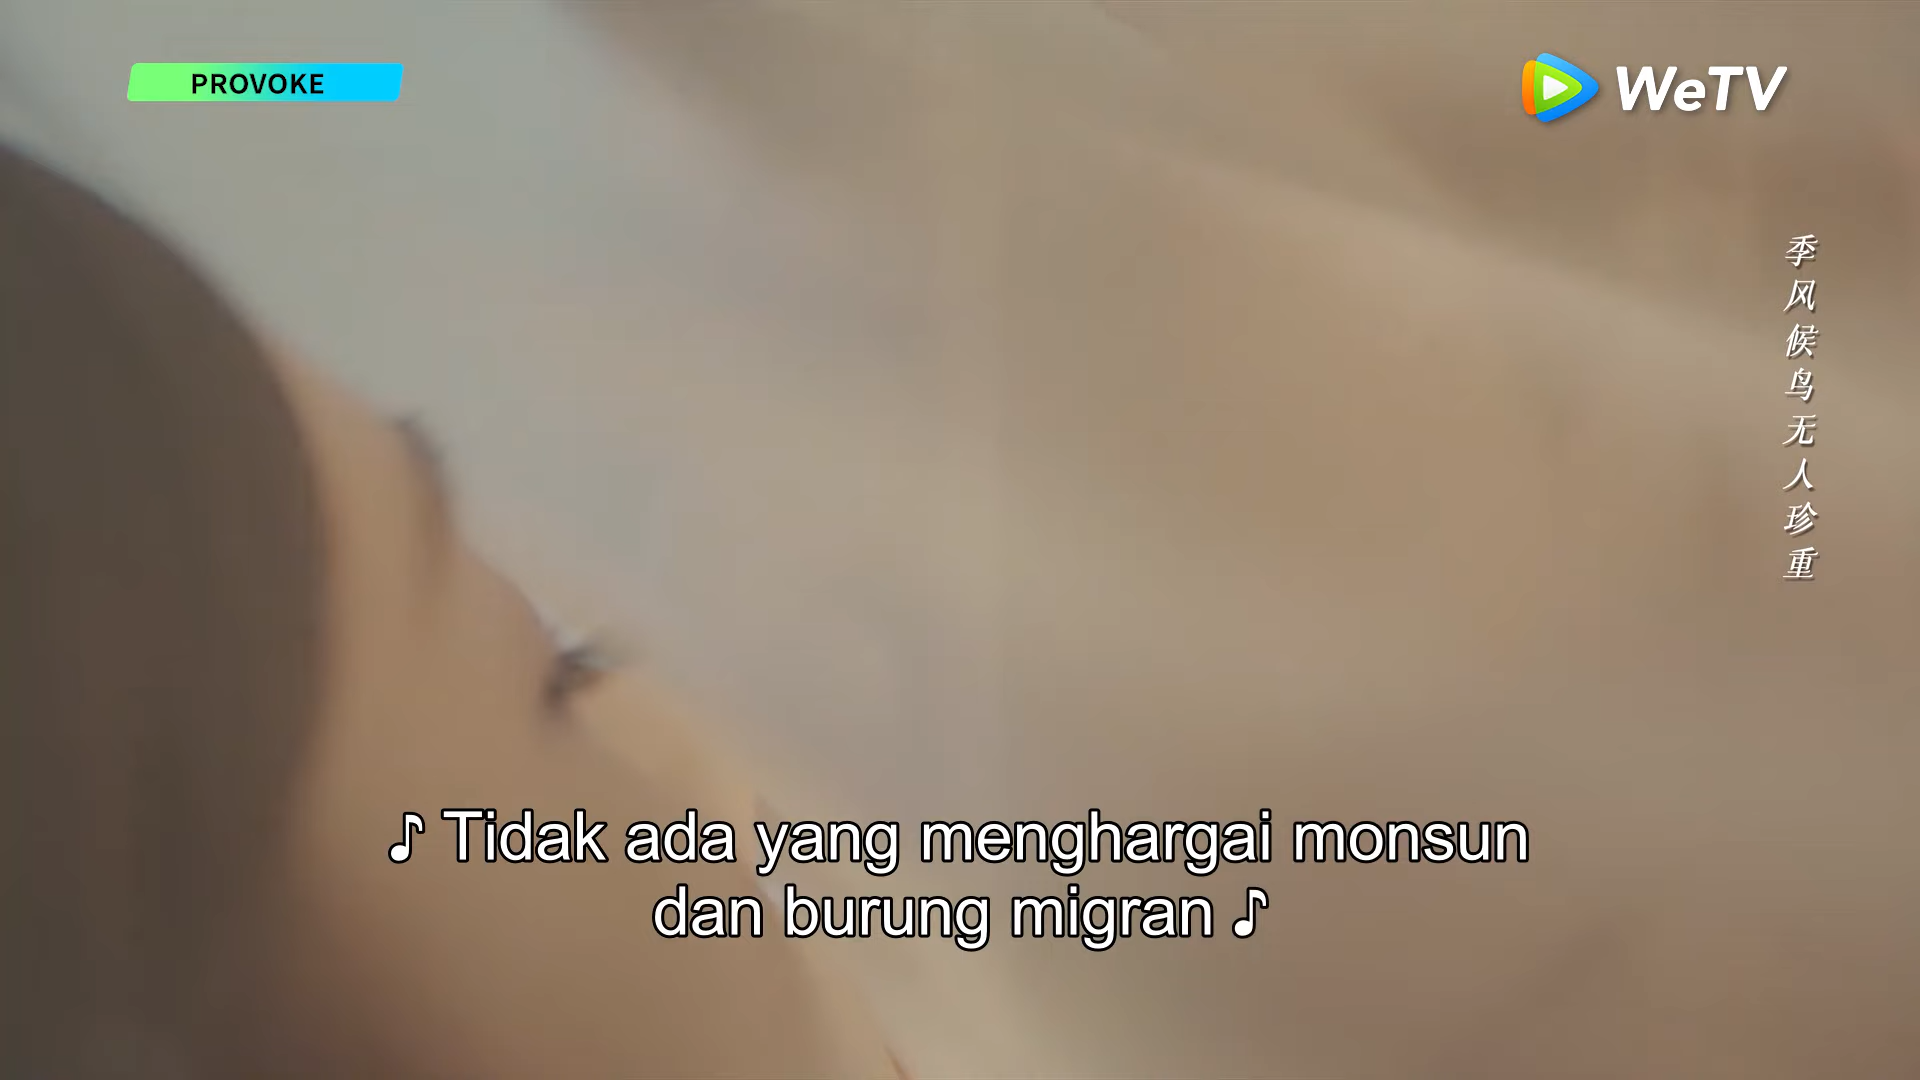 PROVOKE
WeTV
季风候鸟无人珍重
♪ Tidak ada yang menghargai monsun
dan burung migran ♪